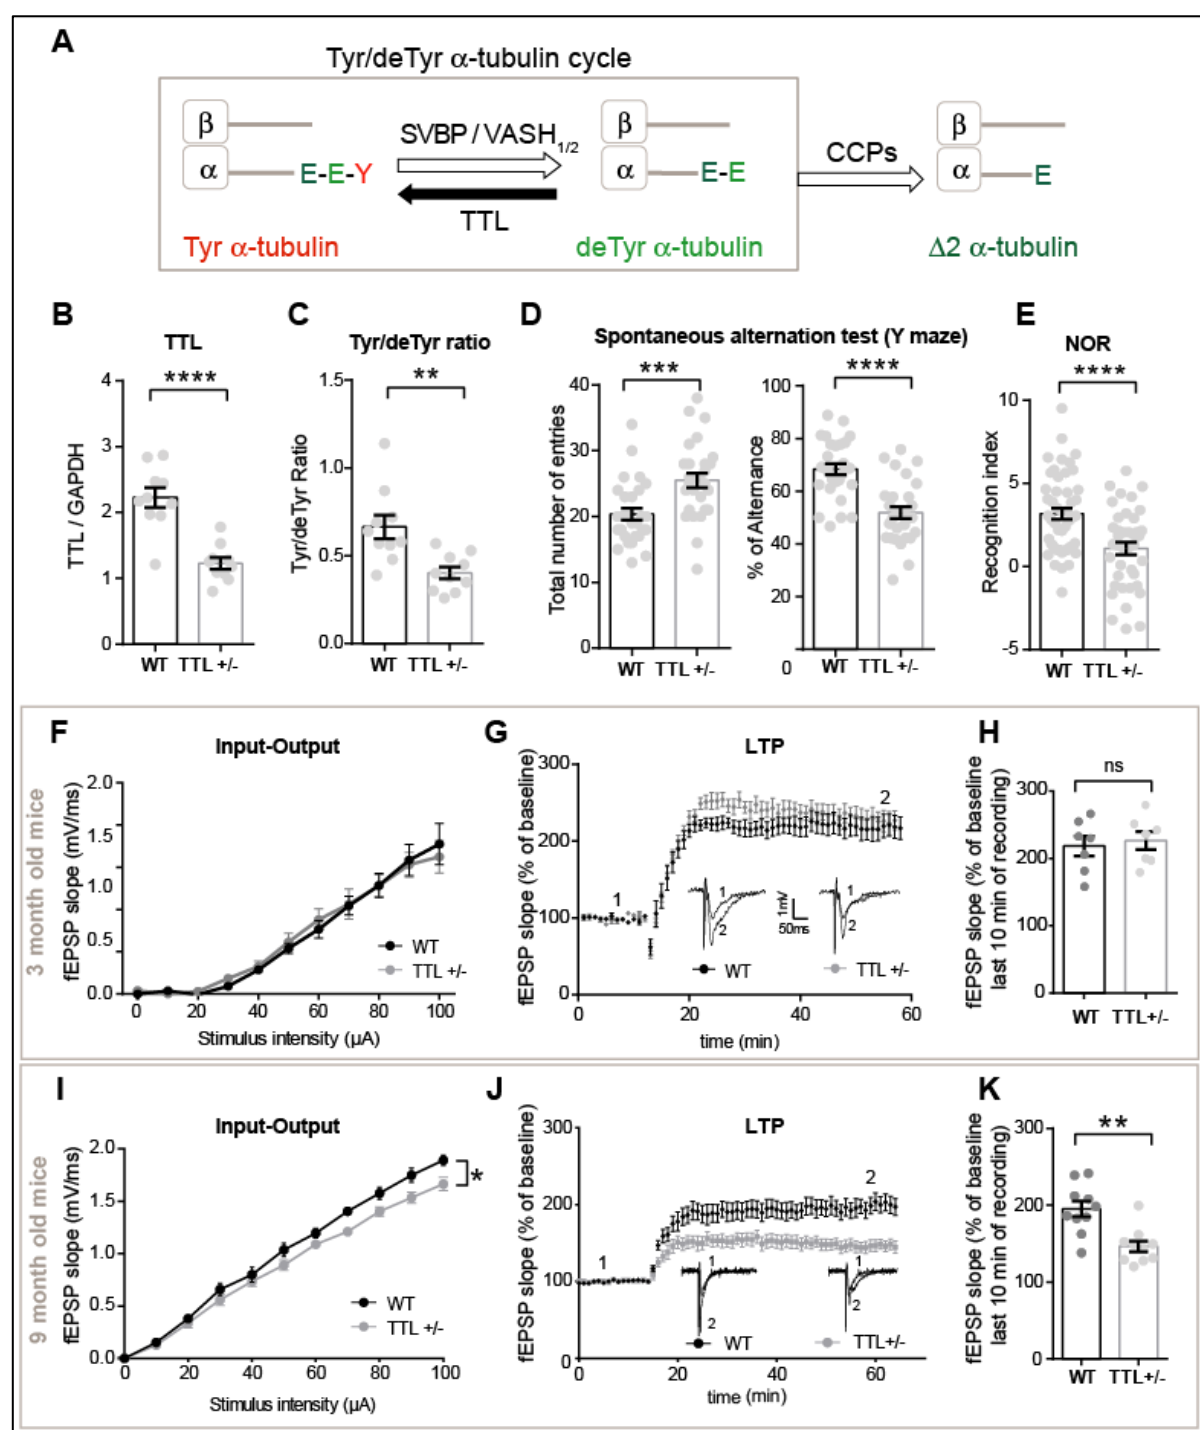 A
Tyr/deTyr α-tubulin cycle
β
SVBP / VASH1/2
β
CCPs
β
α E-E-Y
α E-E
α E
TTL
Tyr α-tubulin
deTyr α-tubulin
Δ2 α-tubulin
B
TTL
****
TTL / GAPDH
4
3
2
1
0
WT TTL +/-
C
Tyr/deTyr ratio
**
Tyr/deTyr Ratio
1.5
1.0
0.5
0.0
WT TTL +/-
D
Spontaneous alternation test (Y maze)
***
Total number of entries
40
30
20
10
0
WT TTL +/-
****
% of Alternance
100
80
60
40
20
0
WT TTL +/-
E
NOR
****
Recognition index
10
5
0
-5
WT TTL +/-
3 month old mice
F
Input-Output
fEPSP slope (mV/ms)
2.0
1.5
1.0
0.5
0.0
WT
TTL +/-
0 20 40 60 80 100
Stimulus intensity (µA)
G
LTP
fEPSP slope (% of baseline)
300
200
100
0
1
2
1
2
1mV
50ms
1
2
WT
TTL +/-
0 20 40 60
time (min)
H
ns
fEPSP slope (% of baseline
last 10 min of recording)
300
200
100
0
WT TTL+/-
9 month old mice
I
Input-Output
fEPSP slope (mV/ms)
2.0
1.5
1.0
0.5
0.0
*
WT
TTL +/-
0 20 40 60 80 100
Stimulus intensity (µA)
J
LTP
fEPSP slope (% of baseline)
300
200
100
0
1
2
1
2
1
2
WT
TTL+/-
0 20 40 60
time (min)
K
**
fEPSP slope (% of baseline
last 10 min of recording)
300
200
100
0
WT TTL+/-